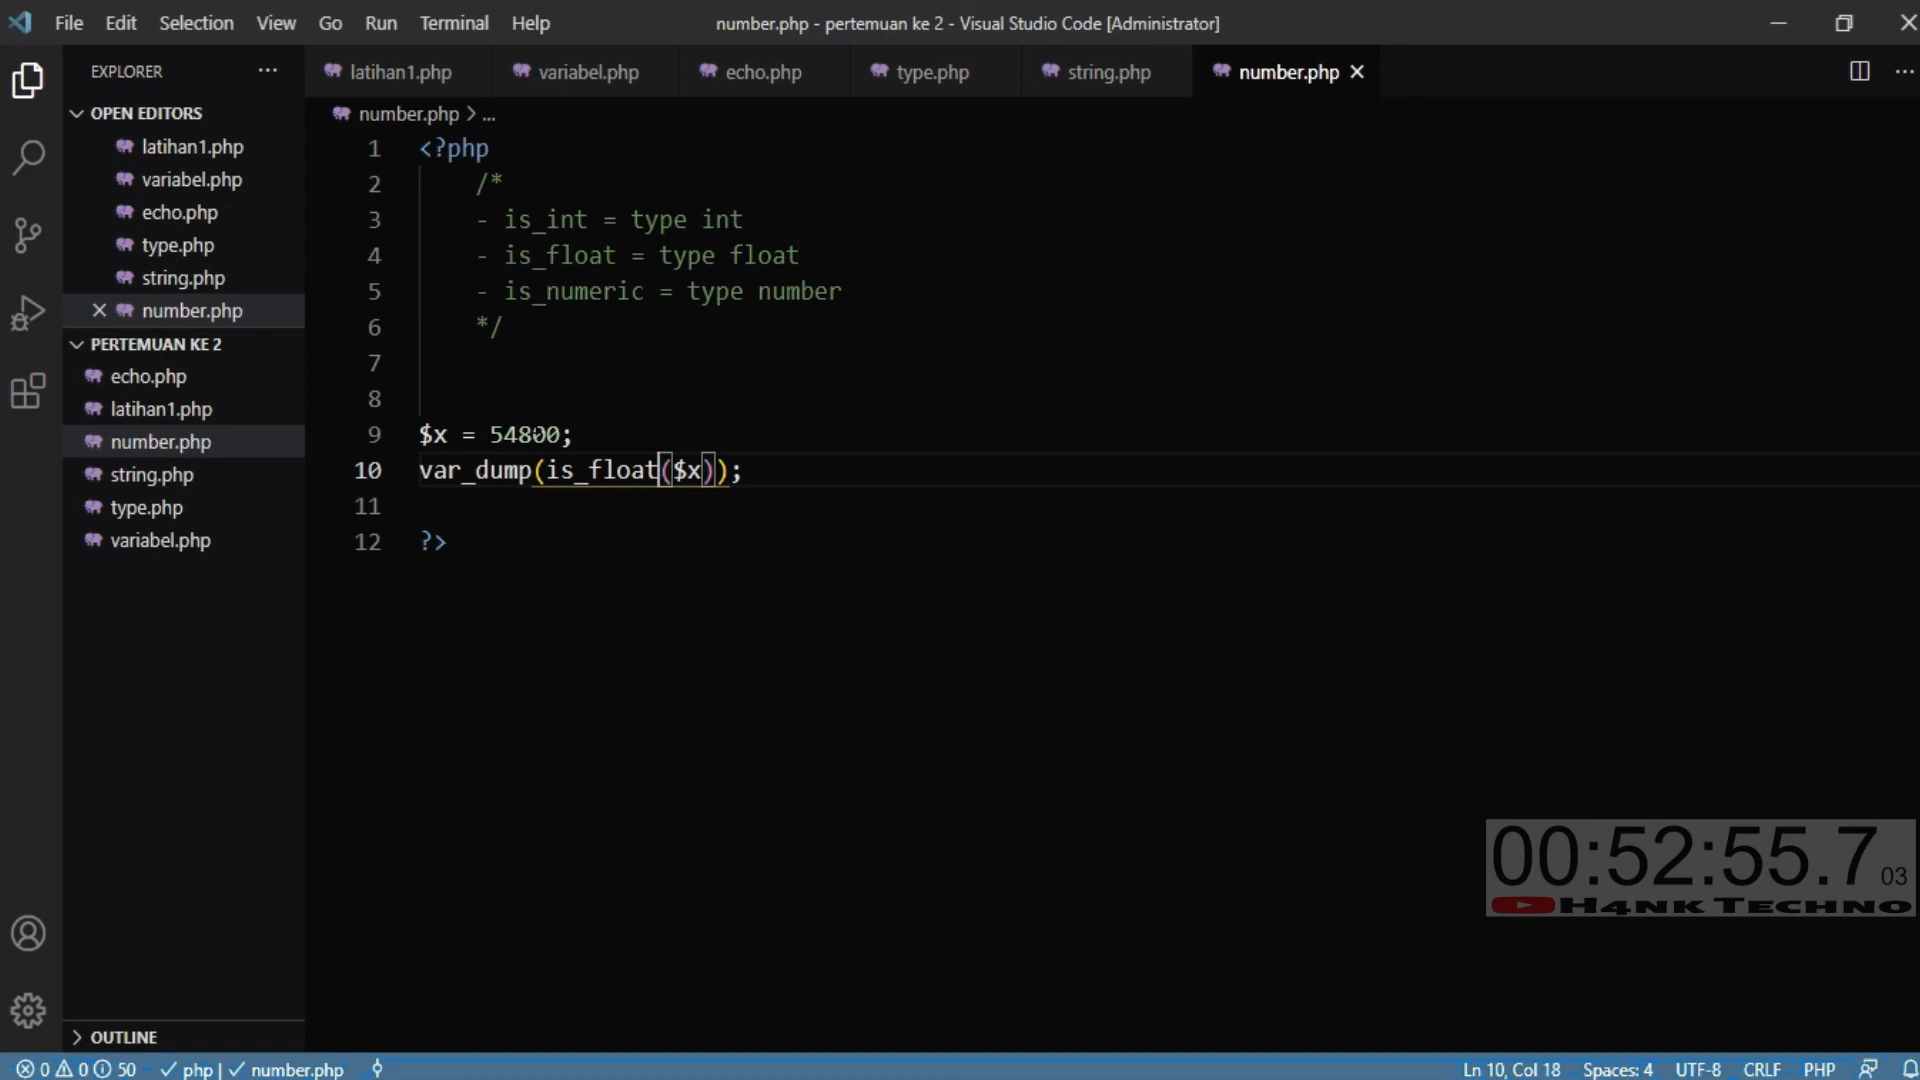 File Edit Selection View Go Run Terminal Help
number.php - pertemuan ke 2 - Visual Studio Code [Administrator]
EXPLORER
latihan1.php
variabel.php
echo.php
type.php
string.php
number.php
OPEN EDITORS
latihan1.php
variabel.php
echo.php
type.php
string.php
number.php
PERTEMUAN KE 2
echo.php
latihan1.php
number.php
string.php
type.php
variabel.php
OUTLINE
number.php > ...
1 <?php
2 /*
3 - is_int = type int
4 - is_float = type float
5 - is_numeric = type number
6 */
7
8
9 $x = 54800;
10 var_dump(is_float($x));
11
12 ?>
00:52:55.7 03
H4NK TECHNO
0 0 50 php | number.php
Ln 10, Col 18 Spaces: 4 UTF-8 CRLF PHP